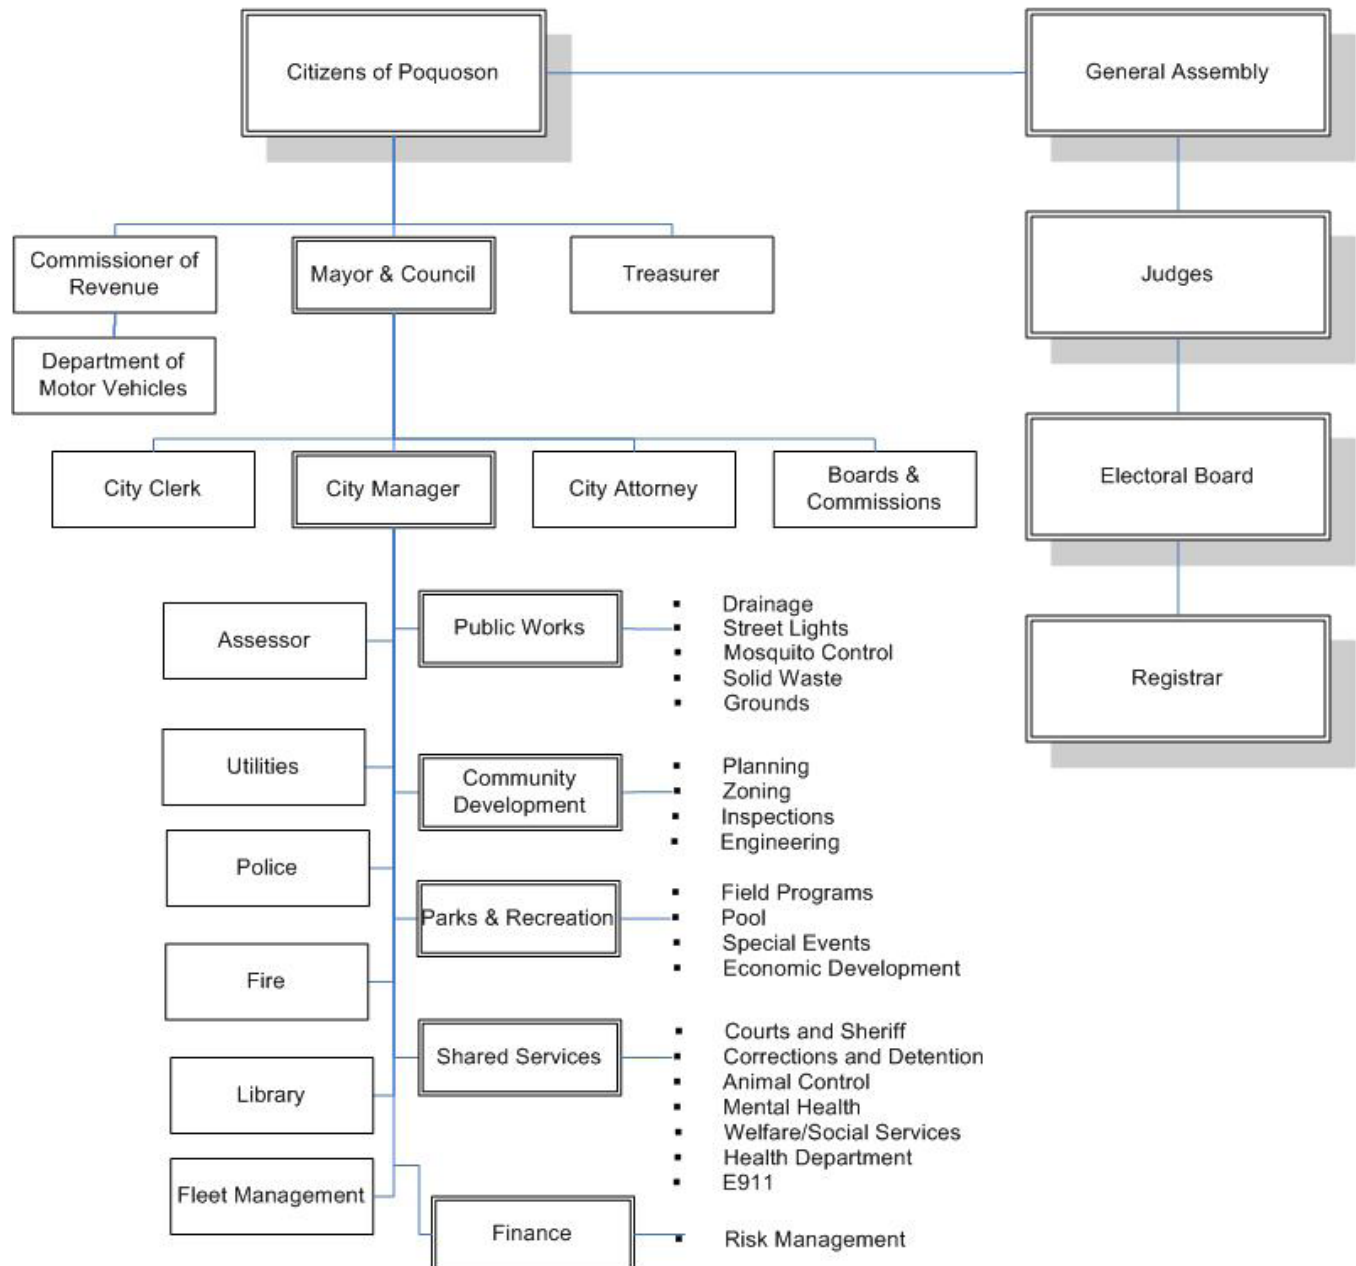 Citizens of Poquoson
General Assembly
Commissioner of
Revenue
Mayor & Council
Treasurer
Judges
Department of
Motor Vehicles
City Clerk
City Manager
City Attorney
Boards &
Commissions
Electoral Board
Assessor
Public Works
▪ Drainage
▪ Street Lights
▪ Mosquito Control
▪ Solid Waste
▪ Grounds
Registrar
Utilities
Community
Development
▪ Planning
▪ Zoning
▪ Inspections
▪ Engineering
Police
Parks & Recreation
▪ Field Programs
▪ Pool
▪ Special Events
▪ Economic Development
Fire
Shared Services
▪ Courts and Sheriff
▪ Corrections and Detention
▪ Animal Control
▪ Mental Health
▪ Welfare/Social Services
▪ Health Department
▪ E911
Library
Fleet Management
Finance
▪ Risk Management